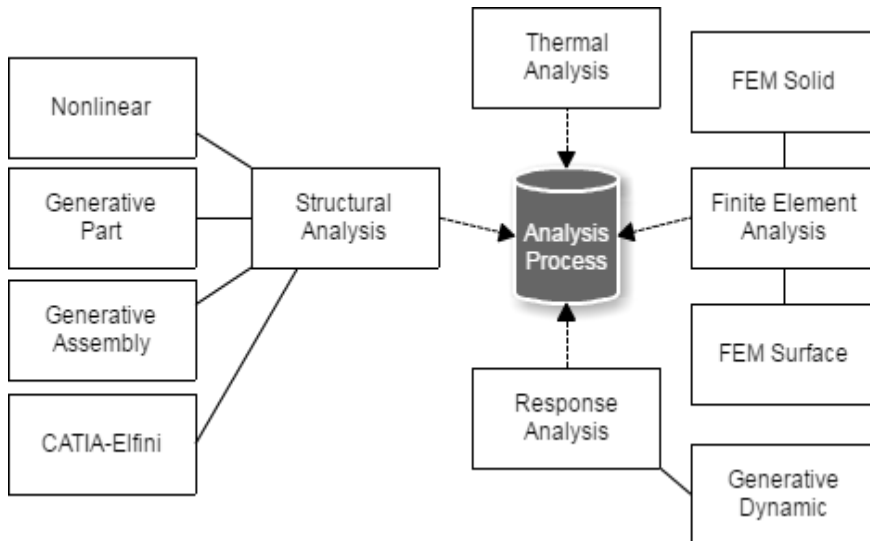 Thermal
Analysis
FEM Solid
Nonlinear
Generative
Part
Structural
Analysis
Analysis
Process
Finite Element
Analysis
Generative
Assembly
FEM Surface
Response
Analysis
CATIA-Elfini
Generative
Dynamic